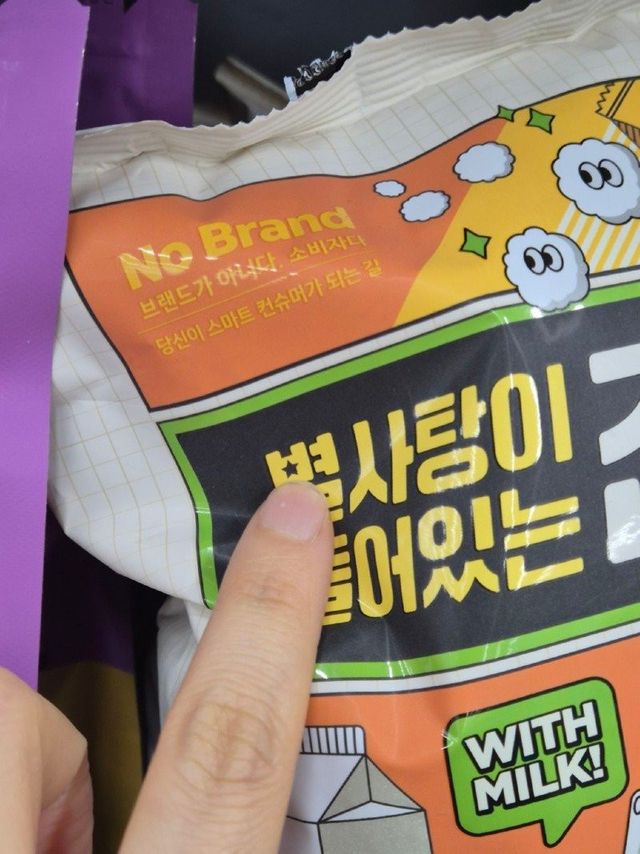 No Brand
브랜드가 아니다. 소비자다
당신이 스마트 컨슈머가 되는 길
별사탕이
들어있는
WITH
MILK!